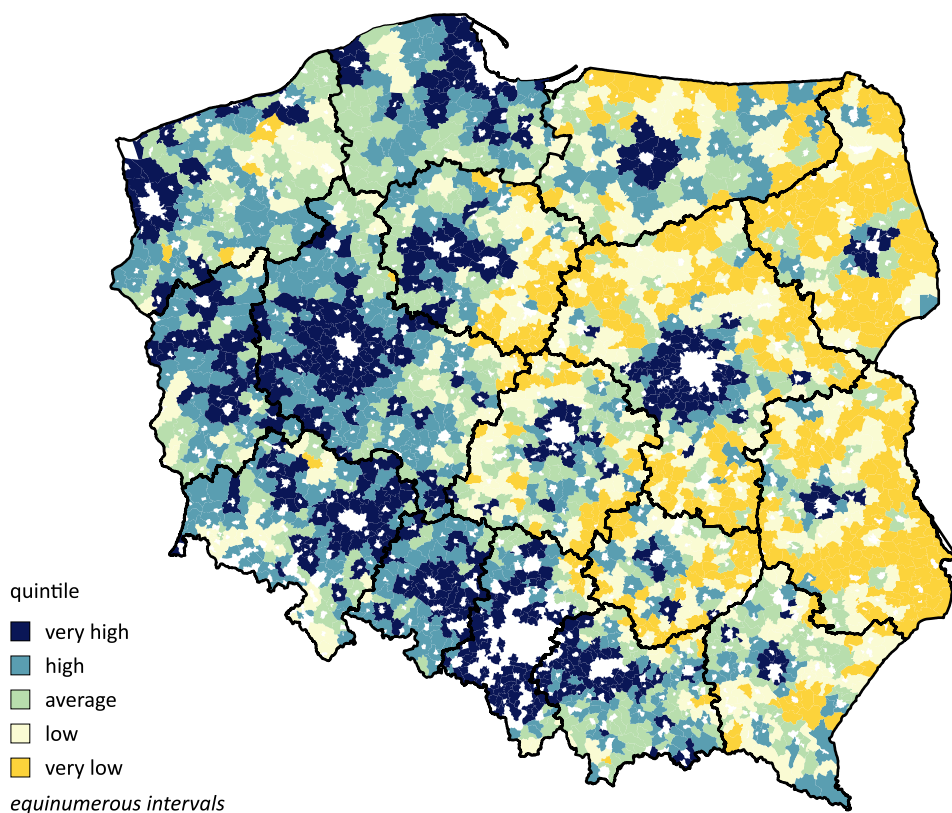 quintile
very high
high
average
low
very low
equinumerous intervals